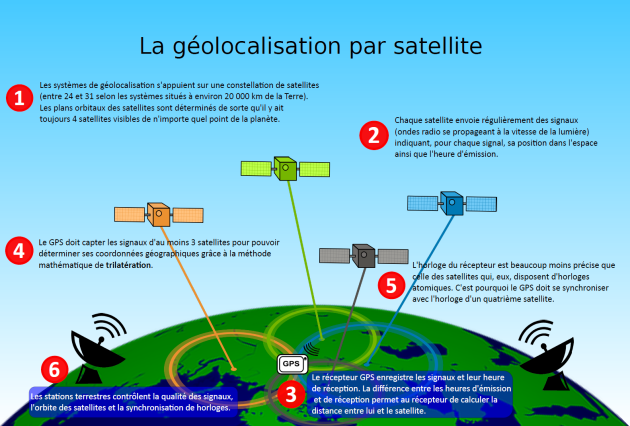 La géolocalisation par satellite
1
Les systèmes de géolocalisation s'appuient sur une constellation de satellites
(entre 24 et 31 selon les systèmes situés à environ 20 000 km de la Terre).
Les plans orbitaux des satellites sont déterminés de sorte qu'il y ait
toujours 4 satellites visibles de n'importe quel point de la planète.
2
Chaque satellite envoie régulièrement des signaux
(ondes radio se propageant à la vitesse de la lumière)
indiquant, pour chaque signal, sa position dans l'espace
ainsi que l'heure d'émission.
4
Le GPS doit capter les signaux d'au moins 3 satellites pour pouvoir
déterminer ses coordonnées géographiques grâce à la méthode
mathématique de trilatération.
5
L'horloge du récepteur est beaucoup moins précise que
celle des satellites qui, eux, disposent d'horloges
atomiques. C'est pourquoi le GPS doit se synchroniser
avec l'horloge d'un quatrième satellite.
6
Les stations terrestres contrôlent la qualité des signaux,
l'orbite des satellites et la synchronisation de horloges.
GPS
3
Le récepteur GPS enregistre les signaux et leur heure
de réception. La différence entre les heures d'émission
et de réception permet au récepteur de calculer la
distance entre lui et le satellite.